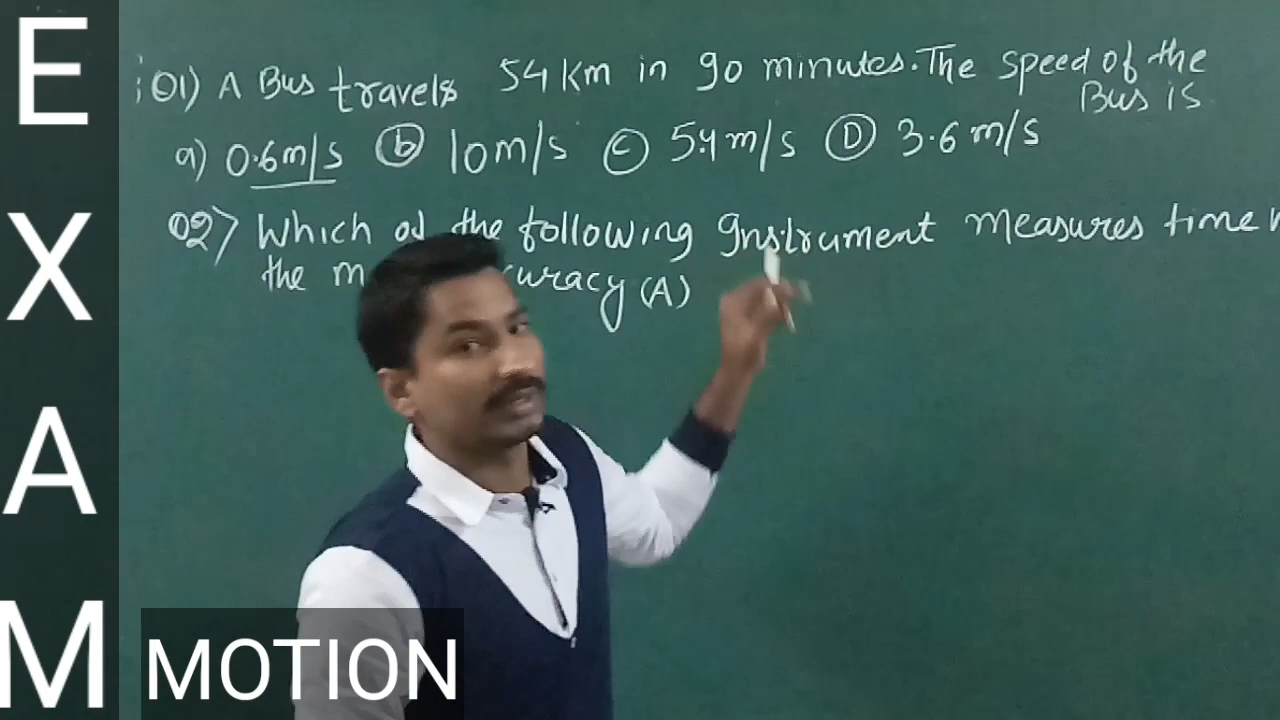 E
X
A
M
Q1) A Bus travels 54 Km in 90 minutes. The speed of the
Bus is
a) 0.6 m/s (b) 10 m/s (c) 5.4 m/s (D) 3.6 m/s
Q2> Which of the following Instrument measures time
the curacy (A)
MOTION